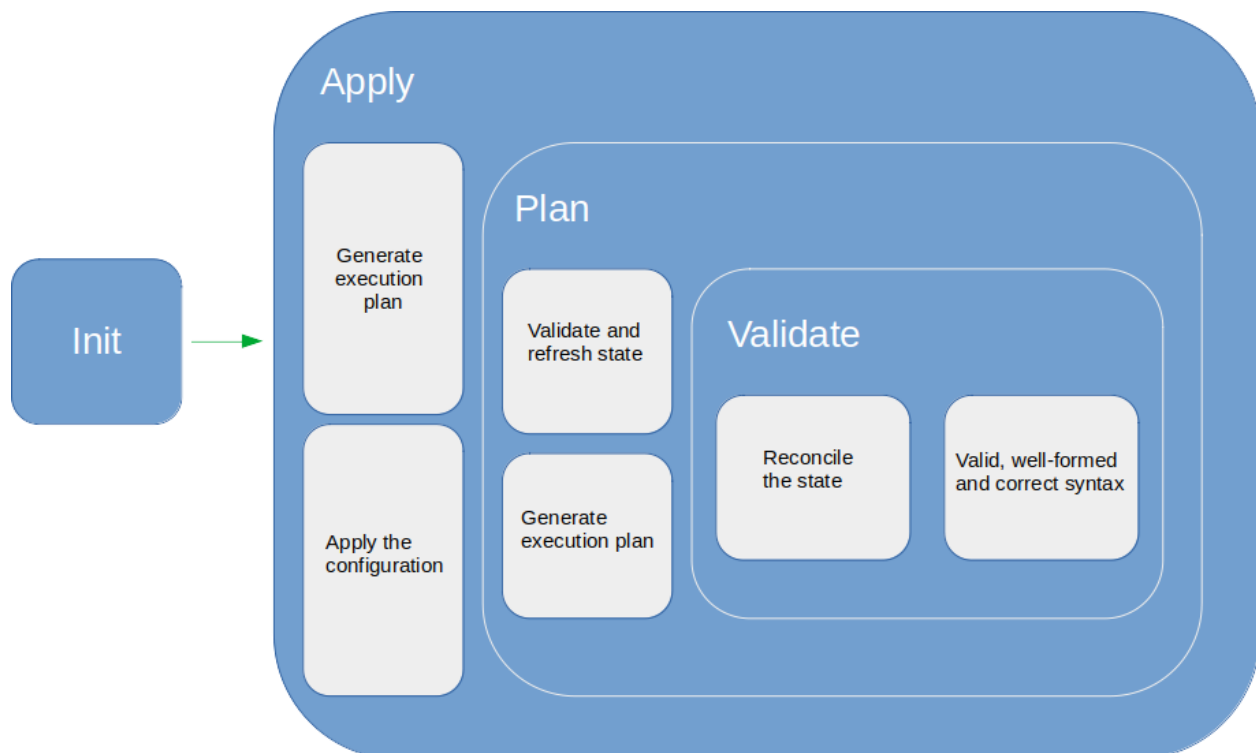 Apply
Generate
execution
plan
Plan
Init
Validate and
refresh state
Validate
Reconcile
the state
Valid, well-formed
and correct syntax
Generate
execution plan
Apply the
configuration